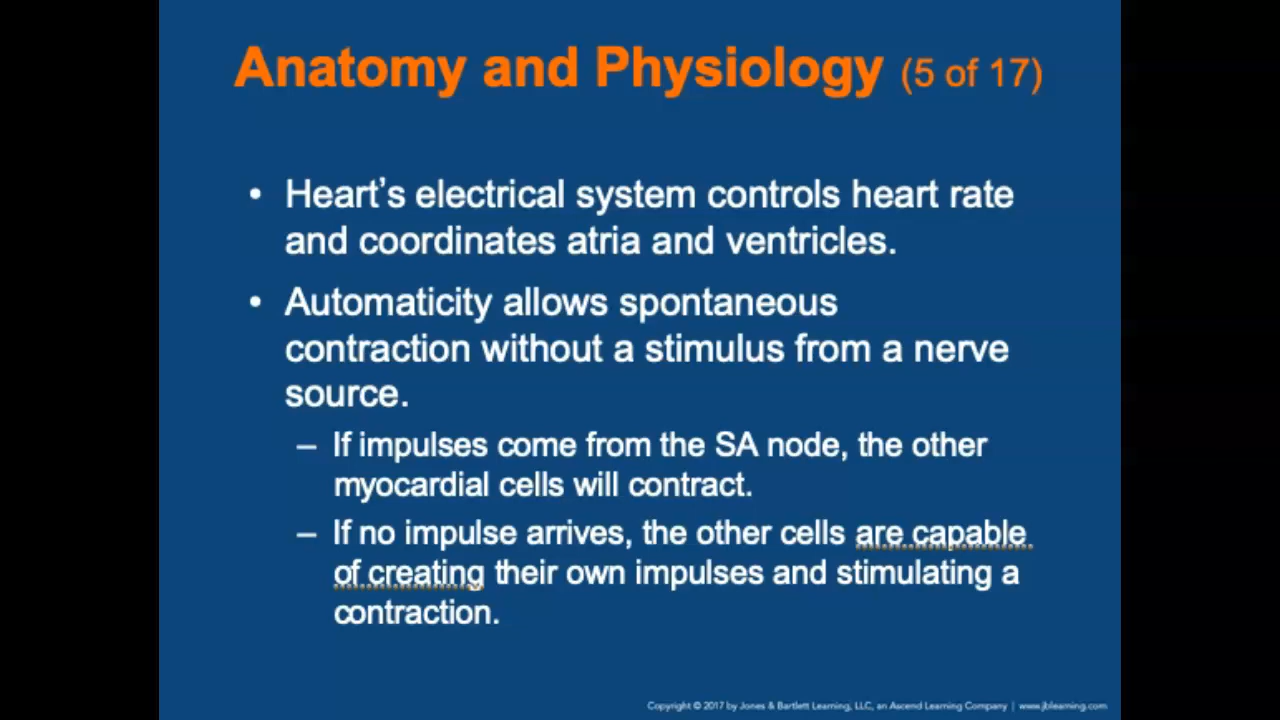 Anatomy and Physiology (5 of 17)
• Heart’s electrical system controls heart rate
and coordinates atria and ventricles.
• Automaticity allows spontaneous
contraction without a stimulus from a nerve
source.
– If impulses come from the SA node, the other
myocardial cells will contract.
– If no impulse arrives, the other cells are capable
of creating their own impulses and stimulating a
contraction.
Copyright © 2017 by Jones & Bartlett Learning, LLC, an Ascend Learning Company | www.jblearning.com